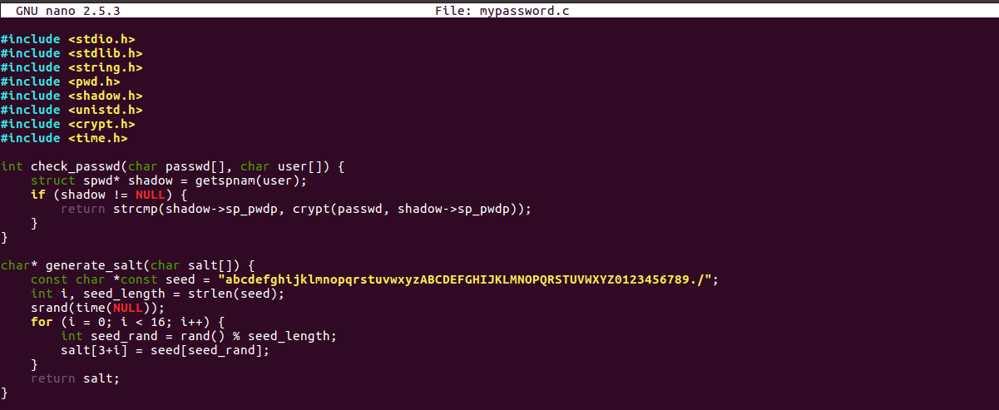 GNU nano 2.5.3 File: mypassword.c
#include <stdio.h>
#include <stdlib.h>
#include <string.h>
#include <pwd.h>
#include <shadow.h>
#include <unistd.h>
#include <crypt.h>
#include <time.h>
int check_passwd(char passwd[], char user[]) {
    struct spwd* shadow = getspnam(user);
    if (shadow != NULL) {
        return strcmp(shadow->sp_pwdp, crypt(passwd, shadow->sp_pwdp));
    }
}
char* generate_salt(char salt[]) {
    const char *const seed = "abcdefghijklmnopqrstuvwxyzABCDEFGHIJKLMNOPQRSTUVWXYZ0123456789./";
    int i, seed_length = strlen(seed);
    srand(time(NULL));
    for (i = 0; i < 16; i++) {
        int seed_rand = rand() % seed_length;
        salt[3+i] = seed[seed_rand];
    }
    return salt;
}